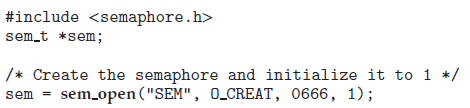 #include <semaphore.h>
sem_t *sem;
/* Create the semaphore and initialize it to 1 */
sem = sem_open("SEM", O_CREAT, 0666, 1);